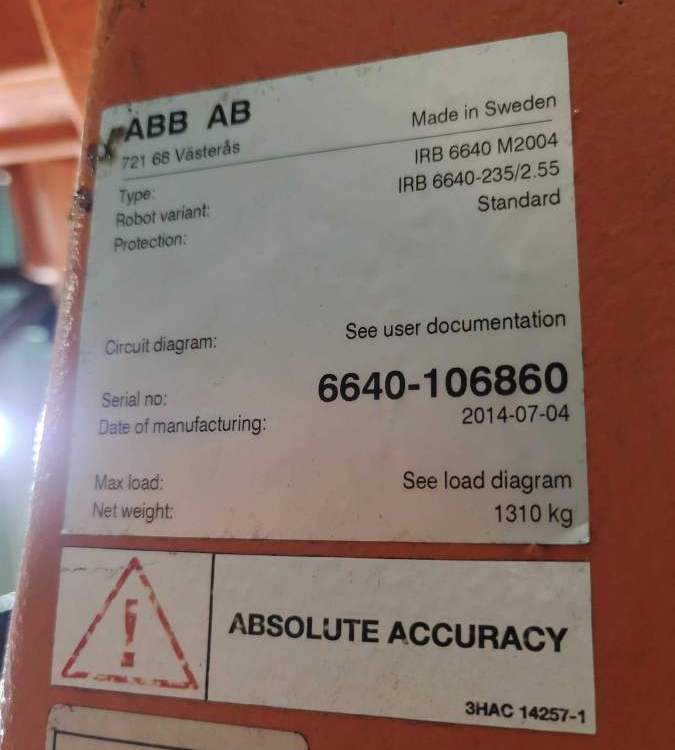 ABB AB
721 68 Västerås
Made in Sweden
Type: IRB 6640 M2004
Robot variant: IRB 6640-235/2.55
Protection: Standard
Circuit diagram: See user documentation
Serial no: 6640-106860
Date of manufacturing: 2014-07-04
Max load: See load diagram
Net weight: 1310 kg
!
ABSOLUTE ACCURACY
3HAC 14257-1